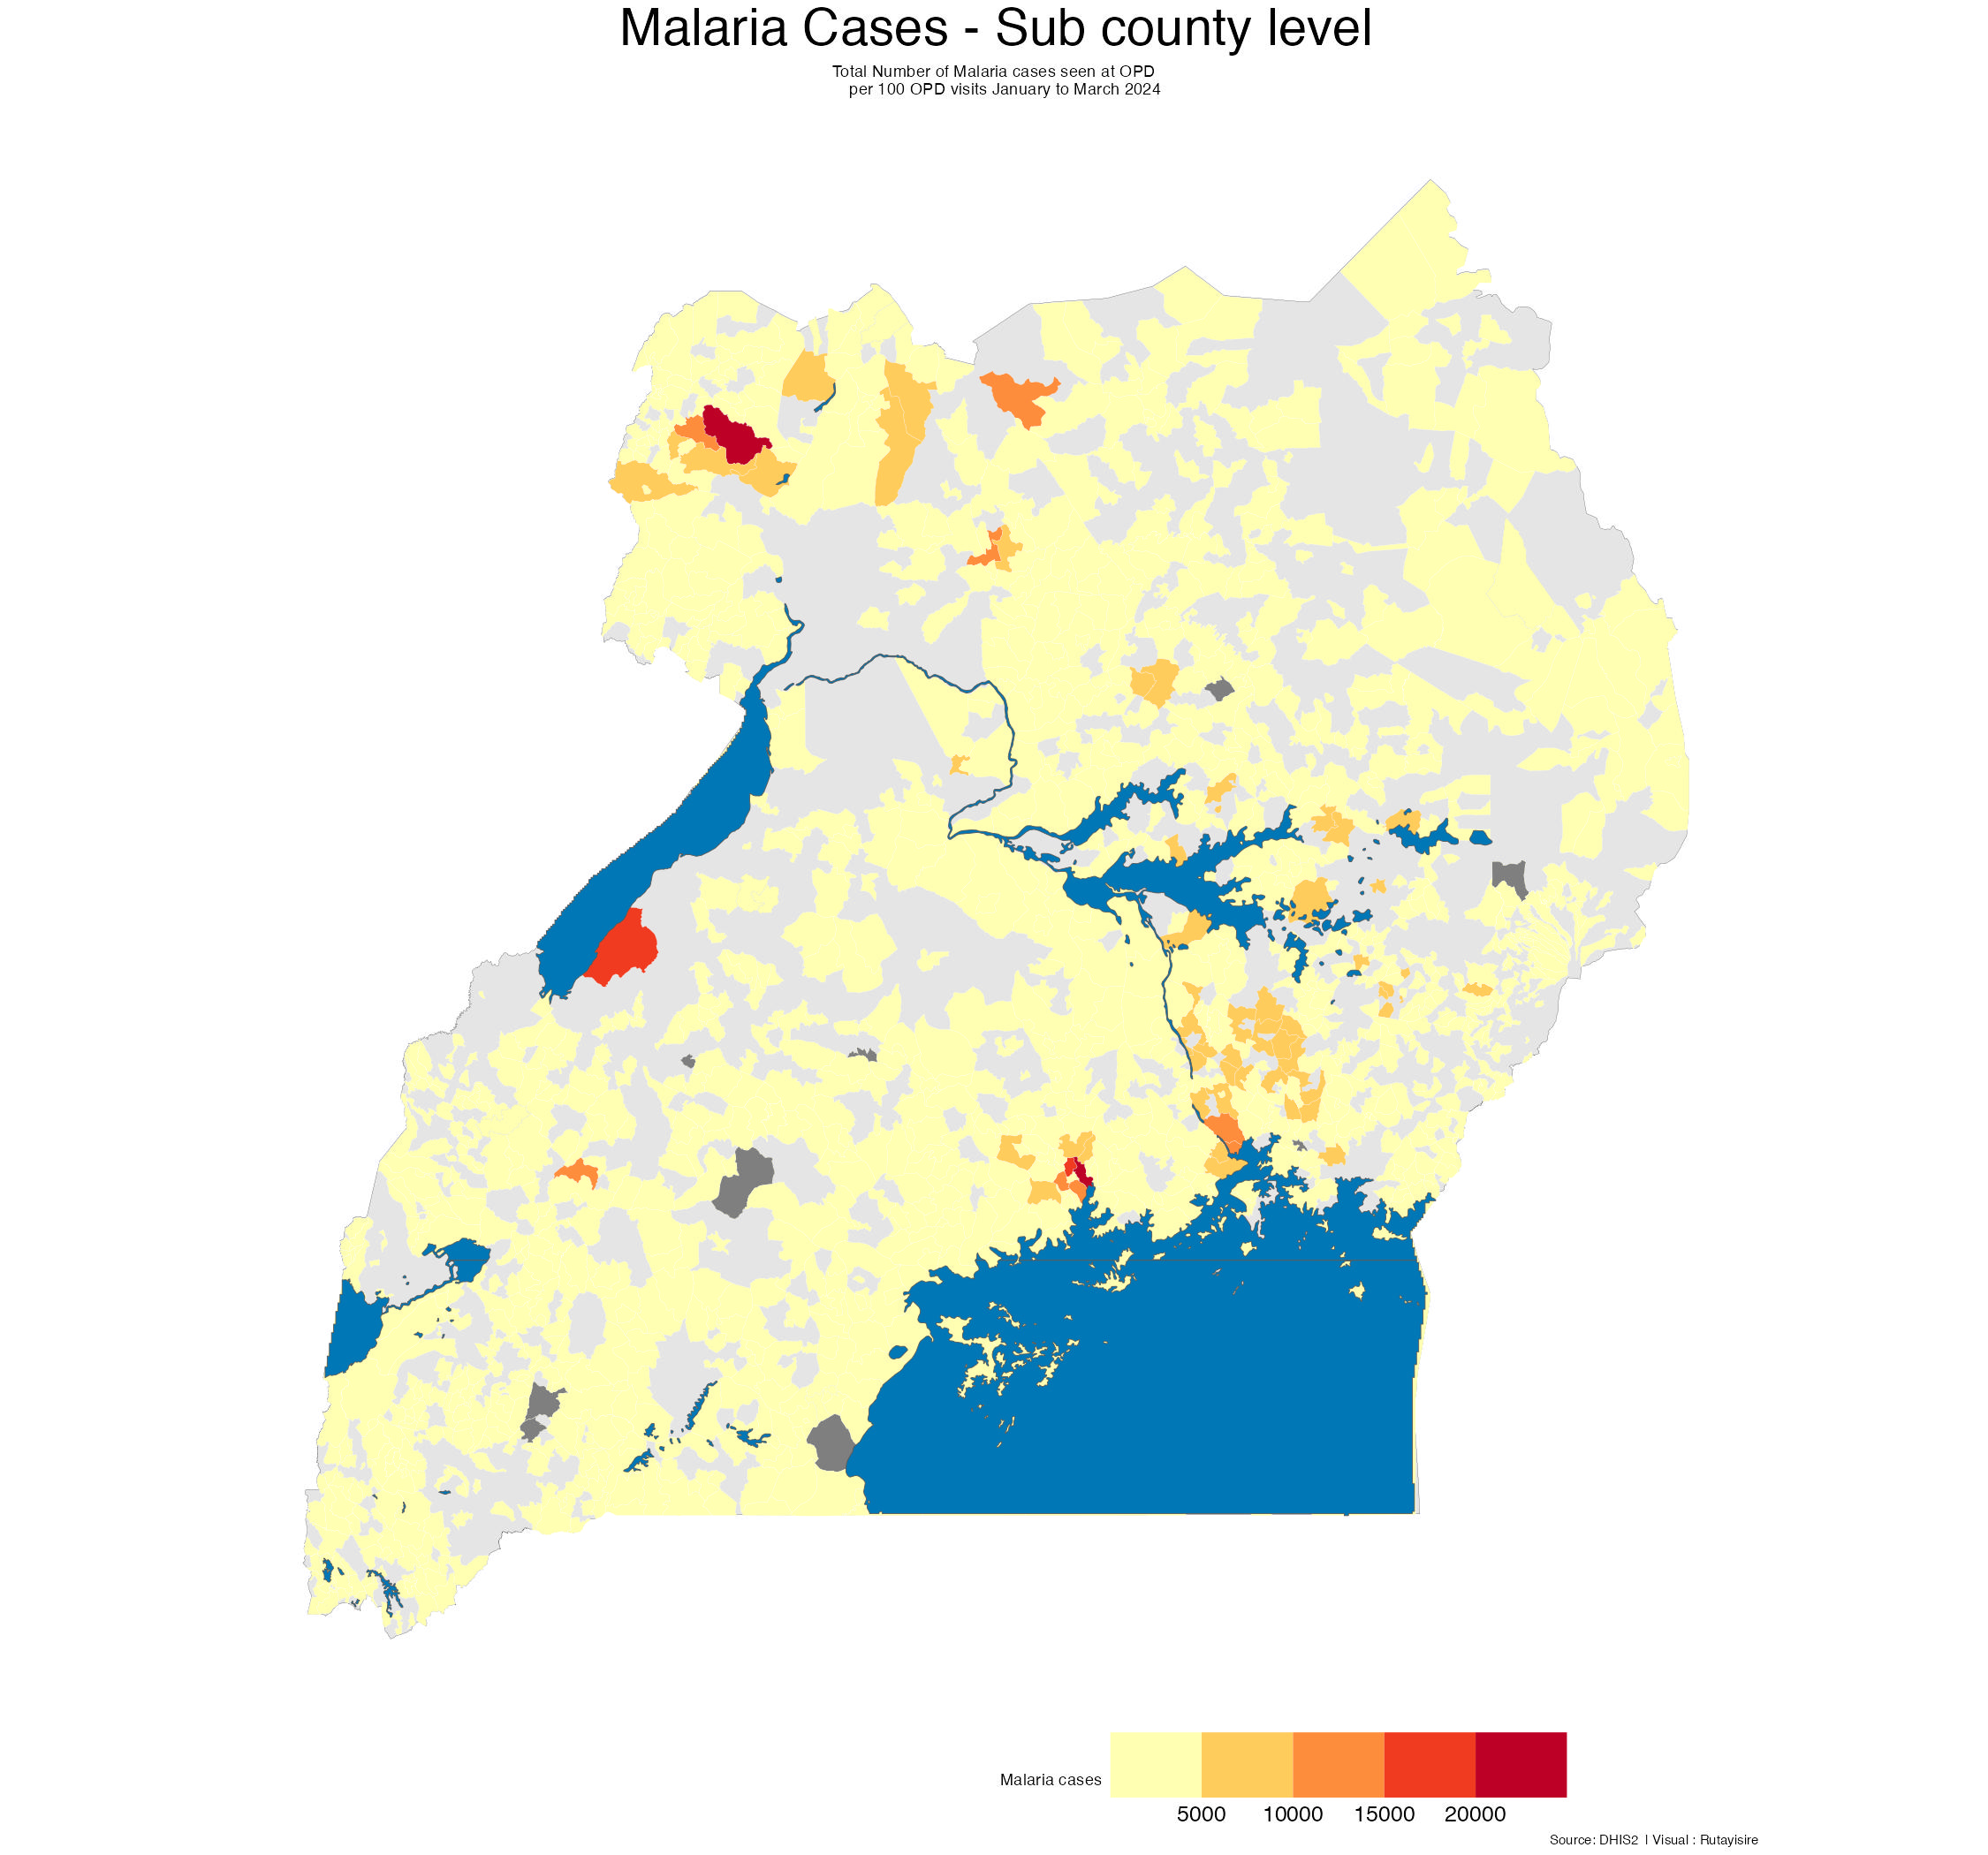 Malaria Cases - Sub county level
Total Number of Malaria cases seen at OPD
per 100 OPD visits January to March 2024
Malaria cases
5000 10000 15000 20000
Source: DHIS2 | Visual : Rutayisire